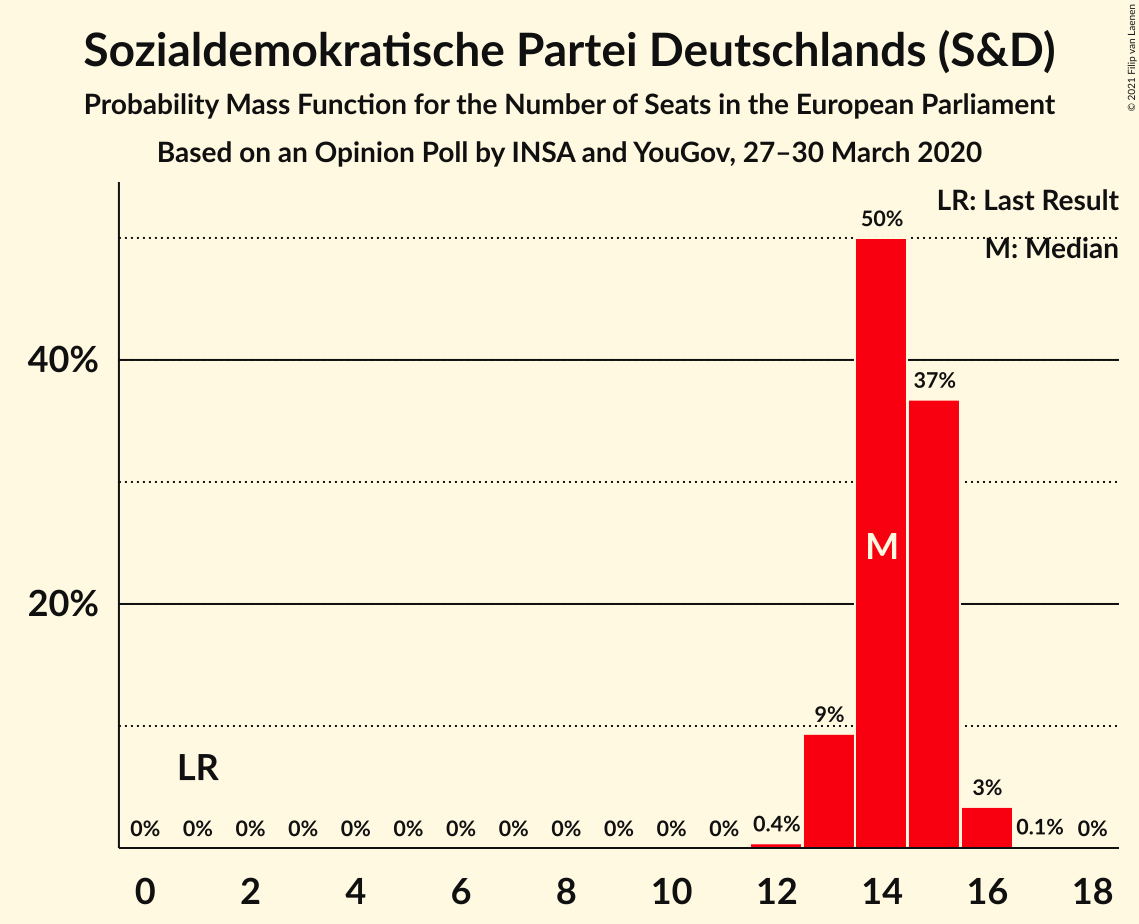 Sozialdemokratische Partei Deutschlands (S&D)
Probability Mass Function for the Number of Seats in the European Parliament
Based on an Opinion Poll by INSA and YouGov, 27–30 March 2020
© 2021 Filip van Laenen
LR: Last Result
M: Median
50%
40%
37%
M
20%
9%
LR
3%
0% 0% 0% 0% 0% 0% 0% 0% 0% 0% 0% 0% 0.4% 0.1% 0%
0 2 4 6 8 10 12 14 16 18